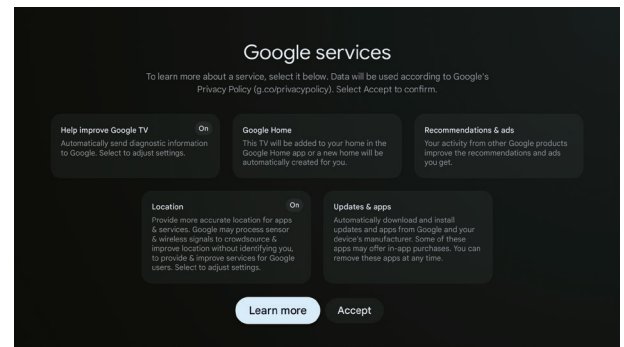 Google services
To learn more about a service, select it below. Data will be used according to Google's
Privacy Policy (g.co/privacypolicy). Select Accept to confirm.
Help improve Google TV On
Automatically send diagnostic information
to Google. Select to adjust settings.
Google Home
This TV will be added to your home in the
Google Home app or a new home will be
automatically created for you.
Recommendations & ads
Your activity from other Google products
improve the recommendations and ads
you get.
Location On
Provide more accurate location for apps
& services. Google may process sensor
& wireless signals to crowdsource &
improve location without identifying you,
to provide & improve services for Google
users. Select to adjust settings.
Updates & apps
Automatically download and install
updates and apps from Google and your
device's manufacturer. Some of these
apps may offer in-app purchases. You can
remove these apps at any time.
Learn more
Accept